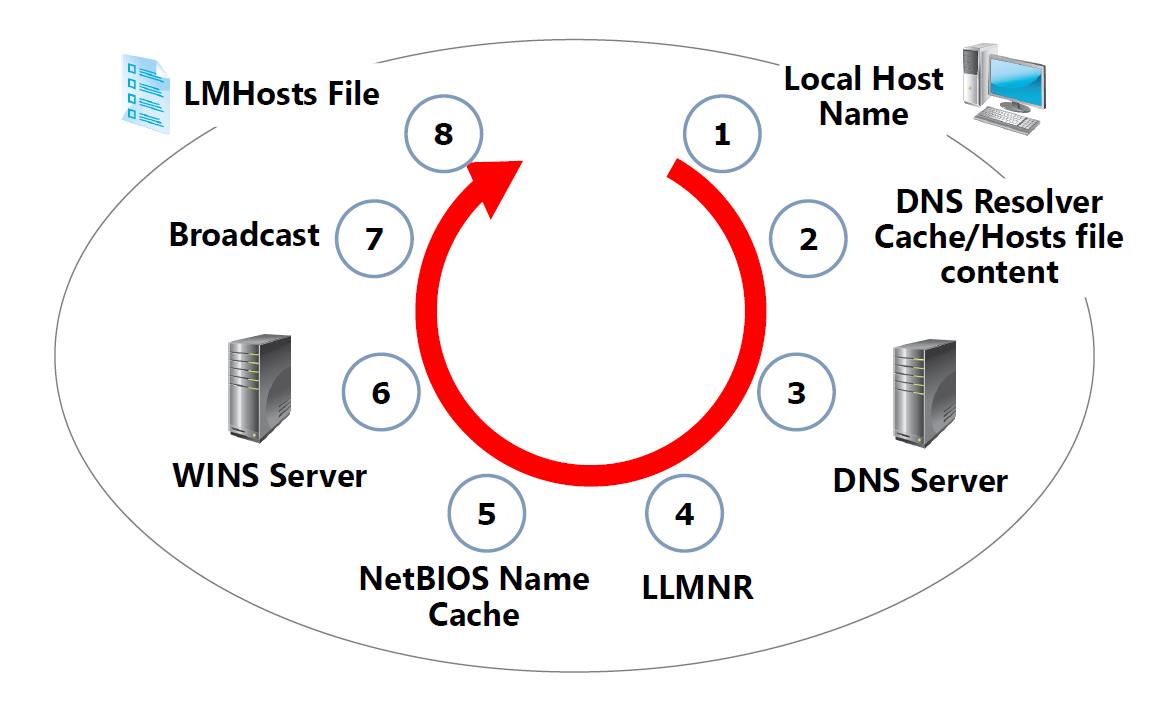 LMHosts File
8
1
Local Host
Name
Broadcast
7
2
DNS Resolver
Cache/Hosts file
content
WINS Server
6
3
DNS Server
5
NetBIOS Name
Cache
4
LLMNR